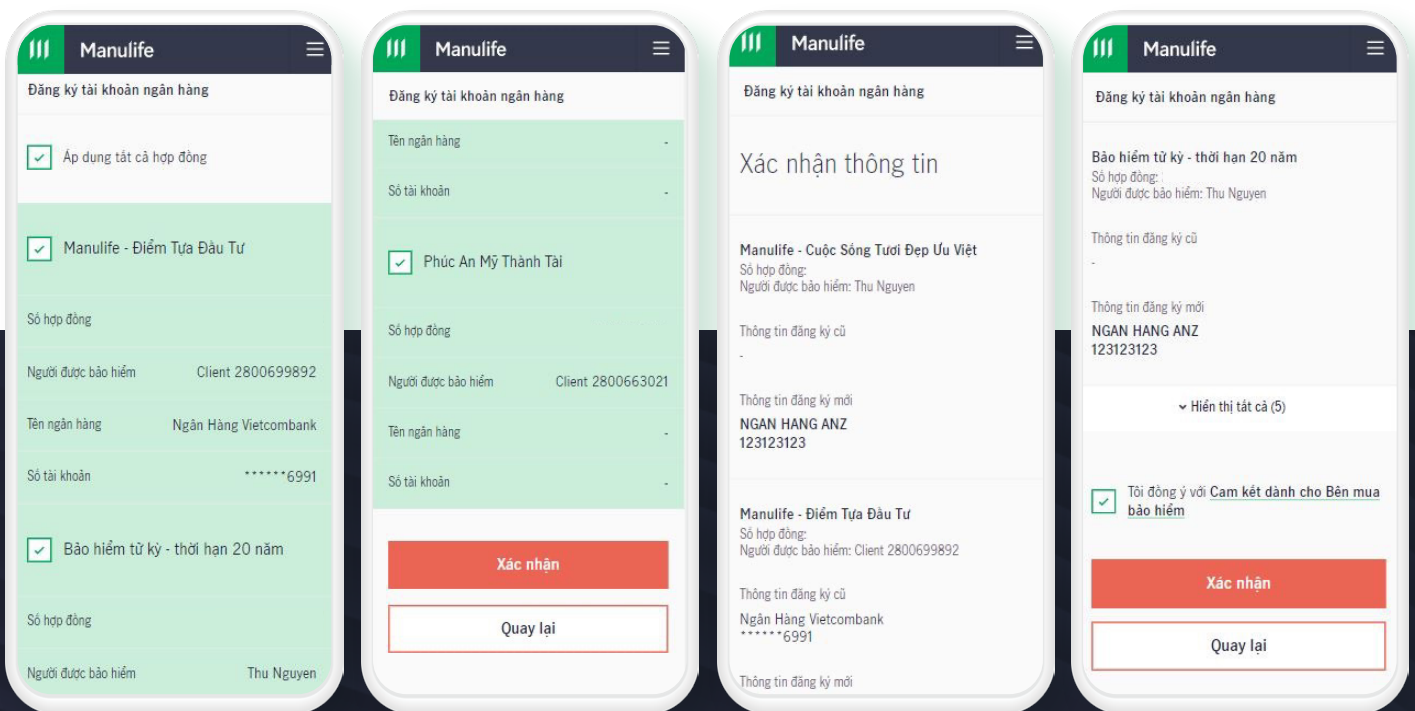 Manulife
Đăng ký tài khoản ngân hàng
Áp dụng tất cả hợp đồng
Manulife - Điểm Tựa Đầu Tư
Số hợp đồng
Người được bảo hiểm Client 2800699892
Tên ngân hàng Ngân Hàng Vietcombank
Số tài khoản ******6991
Bảo hiểm tử kỳ - thời hạn 20 năm
Số hợp đồng
Người được bảo hiểm Thu Nguyen
Manulife
Đăng ký tài khoản ngân hàng
Tên ngân hàng -
Số tài khoản -
Phúc An Mỹ Thành Tài
Số hợp đồng
Người được bảo hiểm Client 2800663021
Tên ngân hàng -
Số tài khoản -
Xác nhận
Quay lại
Manulife
Đăng ký tài khoản ngân hàng
Xác nhận thông tin
Manulife - Cuộc Sống Tươi Đẹp Ưu Việt
Số hợp đồng:
Người được bảo hiểm: Thu Nguyen
Thông tin đăng ký cũ
-
Thông tin đăng ký mới
NGAN HANG ANZ
123123123
Manulife - Điểm Tựa Đầu Tư
Số hợp đồng:
Người được bảo hiểm: Client 2800699892
Thông tin đăng ký cũ
Ngân Hàng Vietcombank
******6991
Thông tin đăng ký mới
Manulife
Đăng ký tài khoản ngân hàng
Bảo hiểm tử kỳ - thời hạn 20 năm
Số hợp đồng:
Người được bảo hiểm: Thu Nguyen
Thông tin đăng ký cũ
-
Thông tin đăng ký mới
NGAN HANG ANZ
123123123
Hiển thị tất cả (5)
Tôi đồng ý với Cam kết dành cho Bên mua
bảo hiểm
Xác nhận
Quay lại